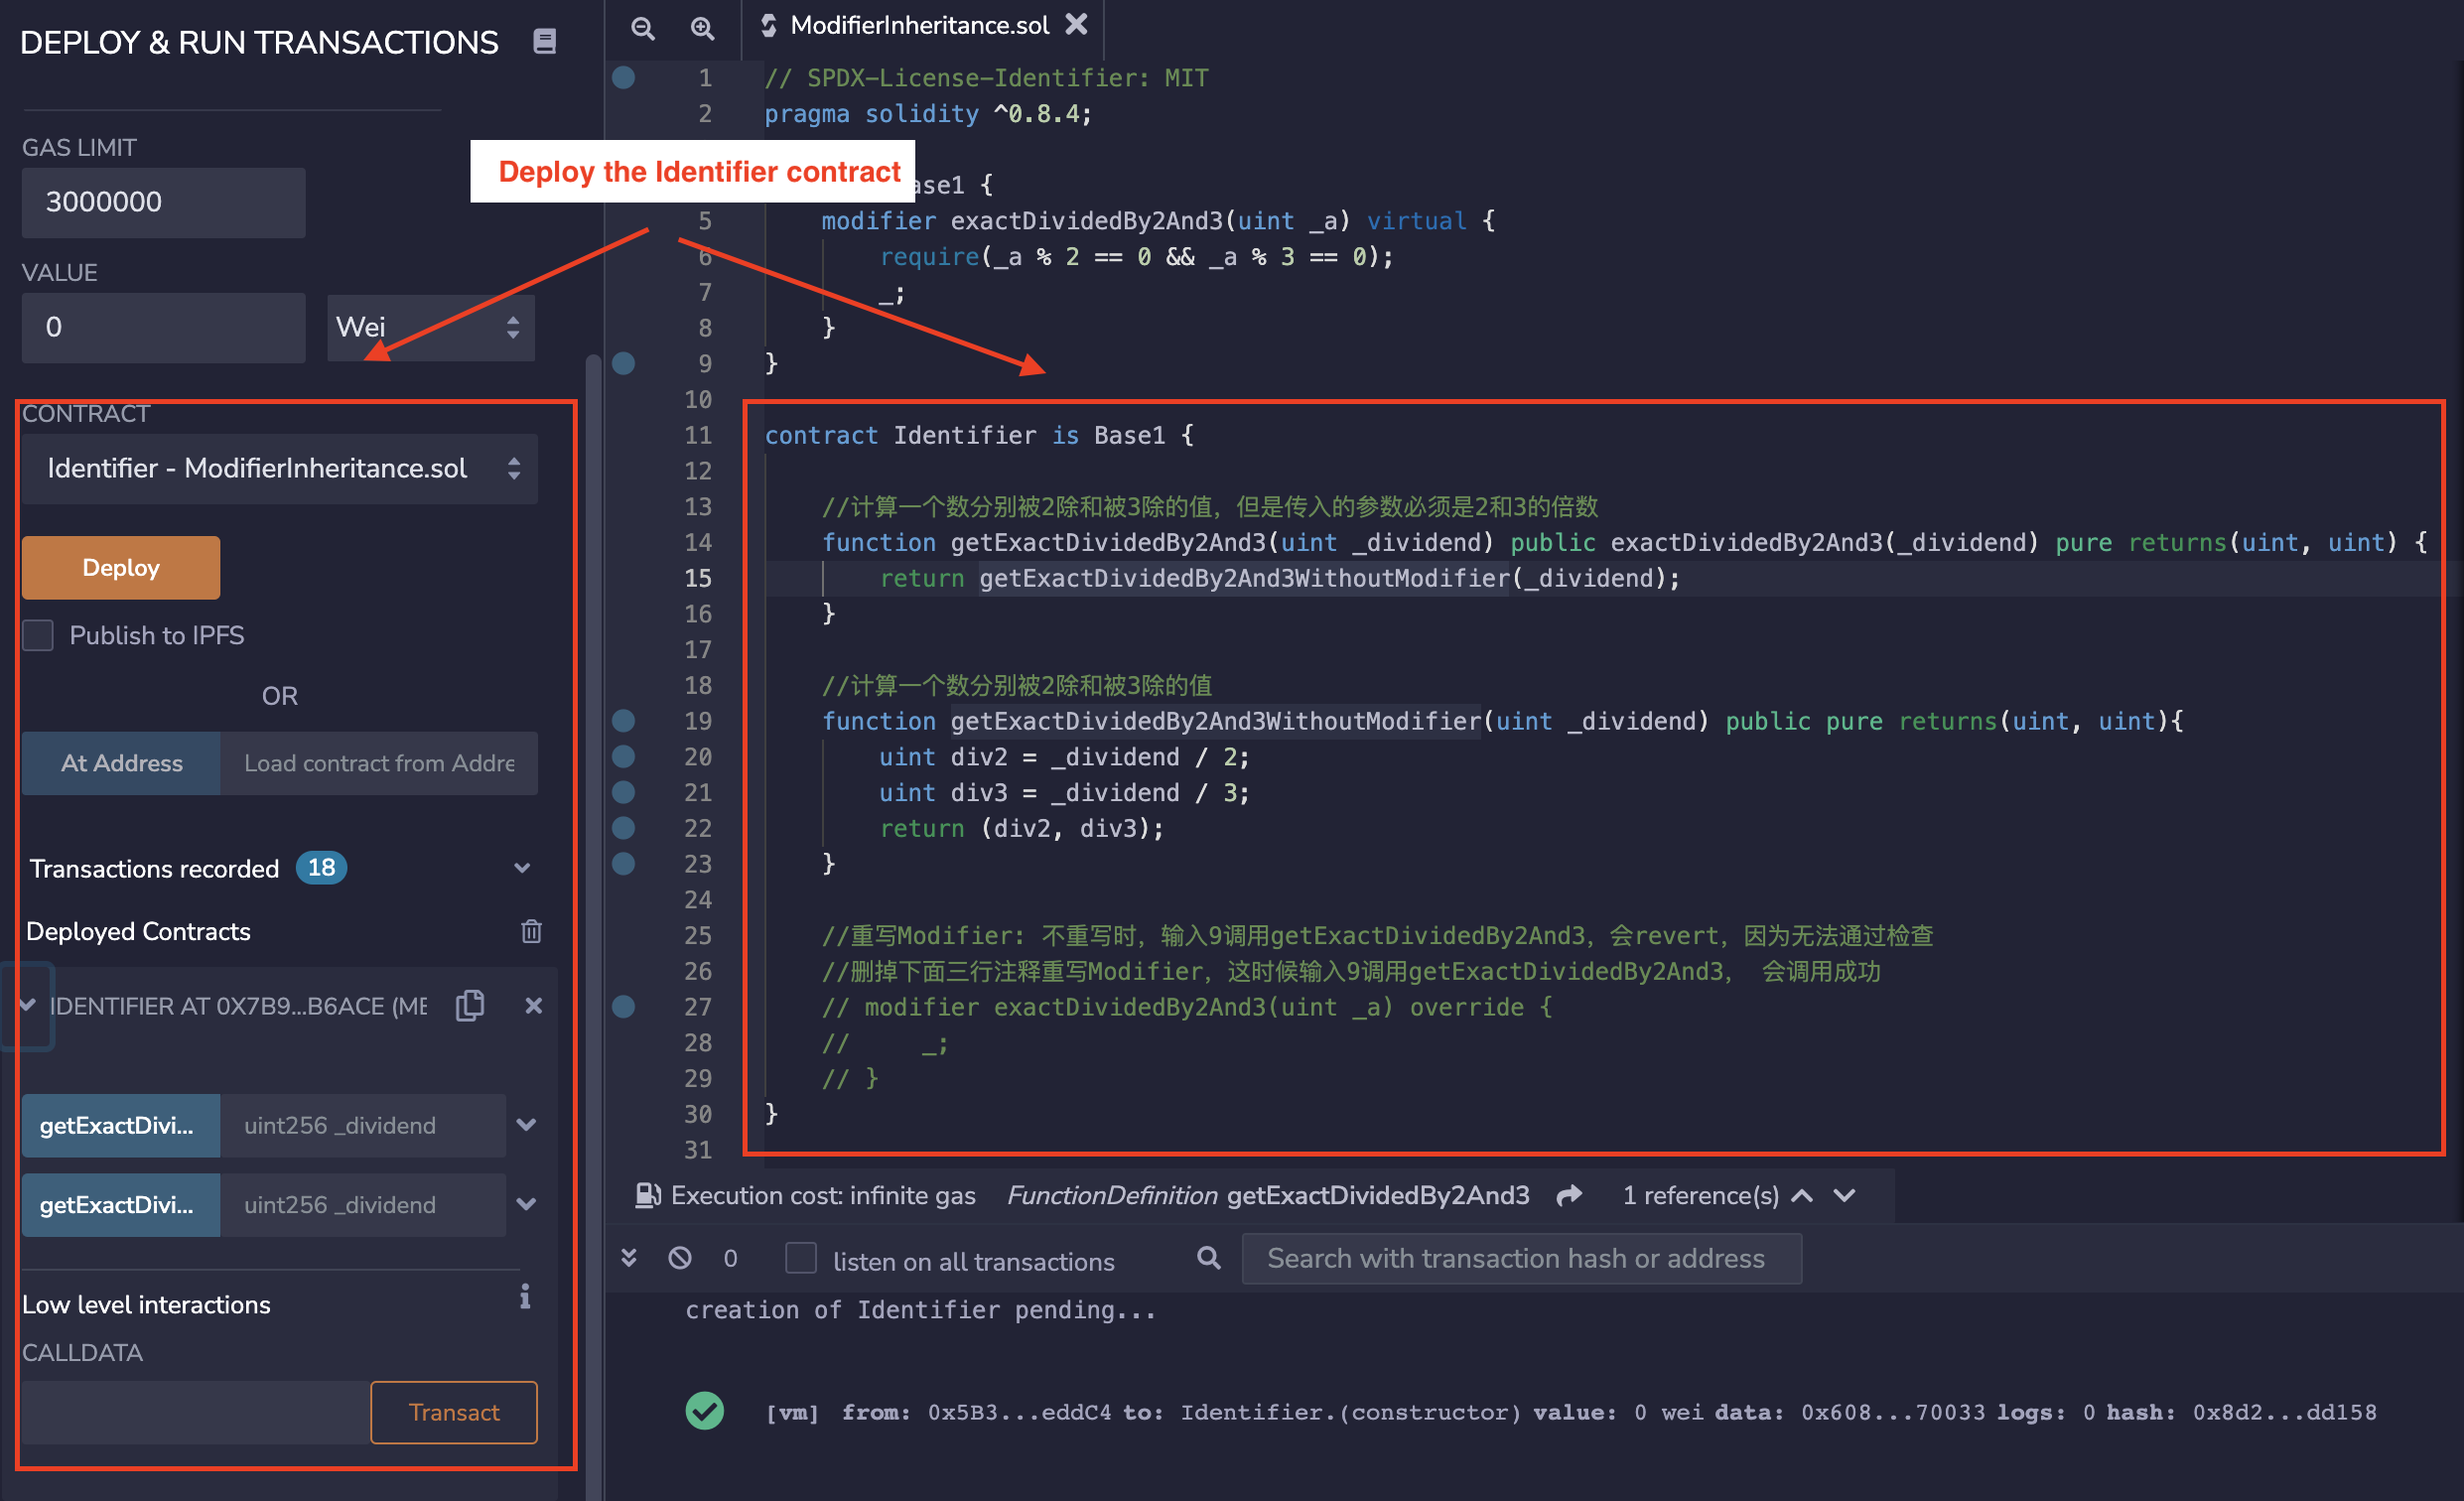 DEPLOY & RUN TRANSACTIONS
GAS LIMIT
3000000
VALUE
0
Wei
CONTRACT
Identifier - ModifierInheritance.sol
Deploy
Publish to IPFS
OR
At Address
Load contract from Addre
Transactions recorded 18
Deployed Contracts
IDENTIFIER AT 0X7B9...B6ACE (ME
getExactDivi... uint256 _dividend
getExactDivi... uint256 _dividend
Low level interactions
CALLDATA
Transact
ModifierInheritance.sol
Deploy the Identifier contract
1 // SPDX-License-Identifier: MIT
2 pragma solidity ^0.8.4;
ase1 {
5 modifier exactDividedBy2And3(uint _a) virtual {
6 require(_a % 2 == 0 && _a % 3 == 0);
7 _;
8 }
9 }
10
11 contract Identifier is Base1 {
12
13 //计算一个数分别被2除和被3除的值，但是传入的参数必须是2和3的倍数
14 function getExactDividedBy2And3(uint _dividend) public exactDividedBy2And3(_dividend) pure returns(uint, uint) {
15 return getExactDividedBy2And3WithoutModifier(_dividend);
16 }
17
18 //计算一个数分别被2除和被3除的值
19 function getExactDividedBy2And3WithoutModifier(uint _dividend) public pure returns(uint, uint){
20 uint div2 = _dividend / 2;
21 uint div3 = _dividend / 3;
22 return (div2, div3);
23 }
24
25 //重写Modifier: 不重写时，输入9调用getExactDividedBy2And3，会revert，因为无法通过检查
26 //删掉下面三行注释重写Modifier，这时候输入9调用getExactDividedBy2And3， 会调用成功
27 // modifier exactDividedBy2And3(uint _a) override {
28 // _;
29 // }
30 }
31
Execution cost: infinite gas FunctionDefinition getExactDividedBy2And3 1 reference(s)
0 listen on all transactions Search with transaction hash or address
creation of Identifier pending...
[vm] from: 0x5B3...eddC4 to: Identifier.(constructor) value: 0 wei data: 0x608...70033 logs: 0 hash: 0x8d2...dd158